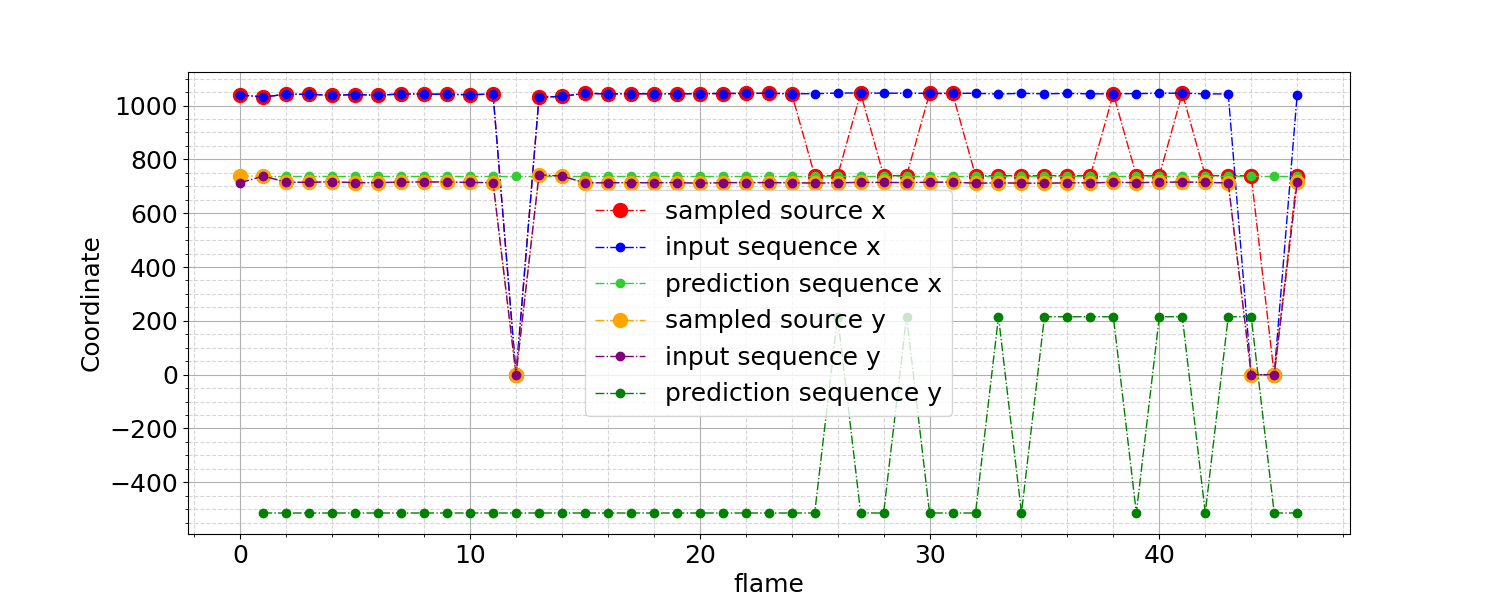 1000
800
600
400
200
0
−200
−400
Coordinate
sampled source x
input sequence x
prediction sequence x
sampled source y
input sequence y
prediction sequence y
0 10 20 30 40
flame